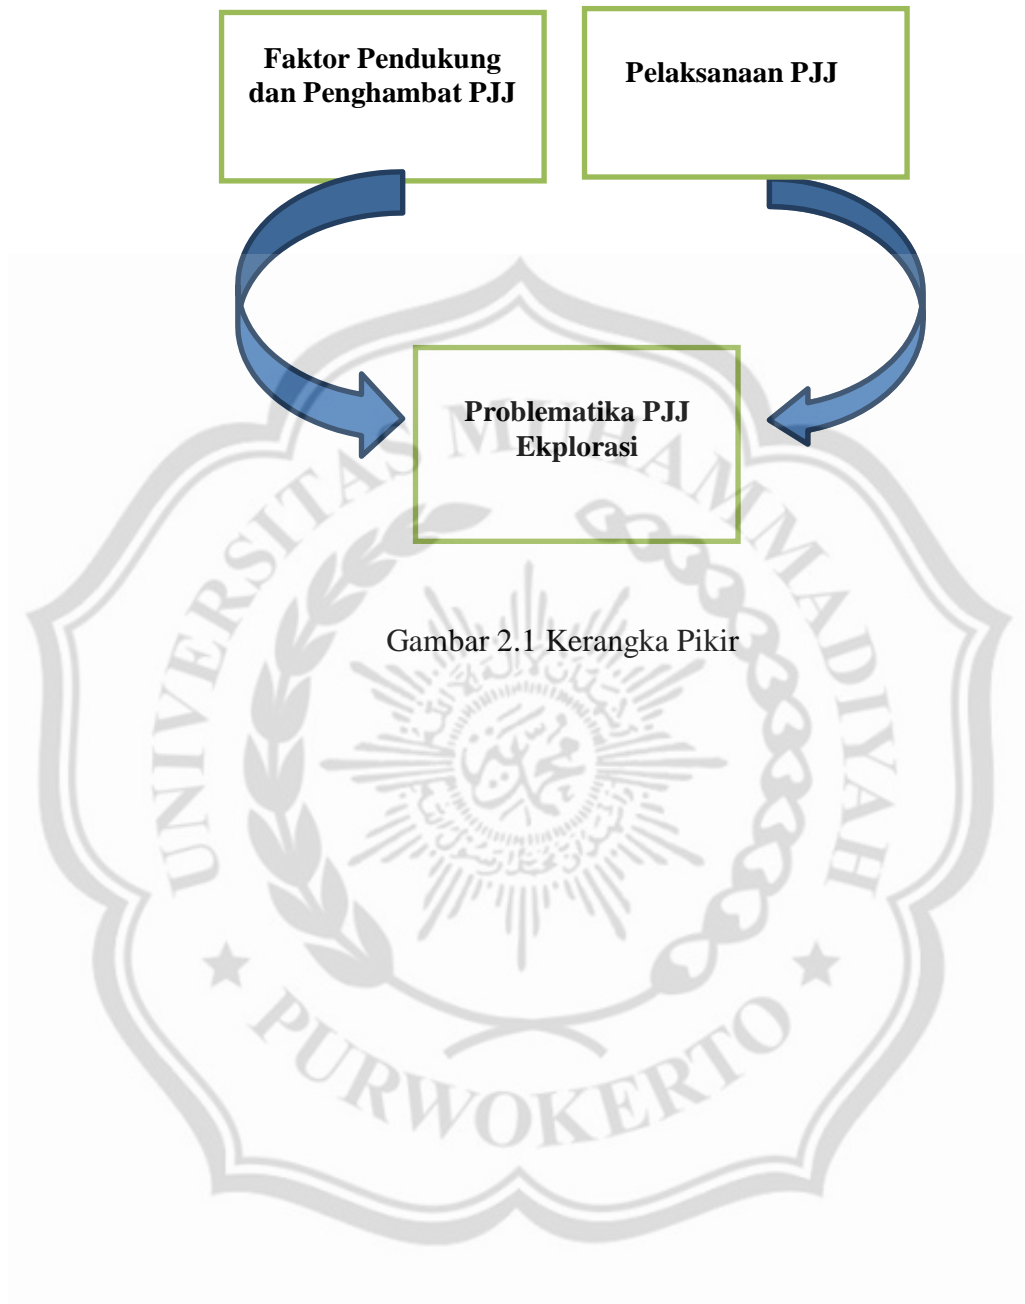 Faktor Pendukung
dan Penghambat PJJ
Pelaksanaan PJJ
Problematika PJJ
Ekplorasi
Gambar 2.1 Kerangka Pikir
UNIVERSITAS MUHAMMADIYAH
PURWOKERTO